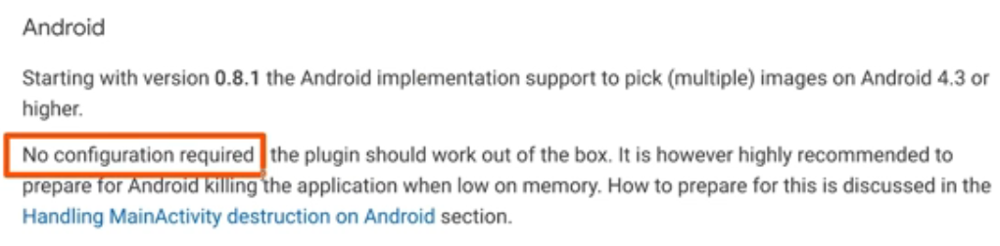 Android
Starting with version 0.8.1 the Android implementation support to pick (multiple) images on Android 4.3 or
higher.
No configuration required the plugin should work out of the box. It is however highly recommended to
prepare for Android killing the application when low on memory. How to prepare for this is discussed in the
Handling MainActivity destruction on Android section.